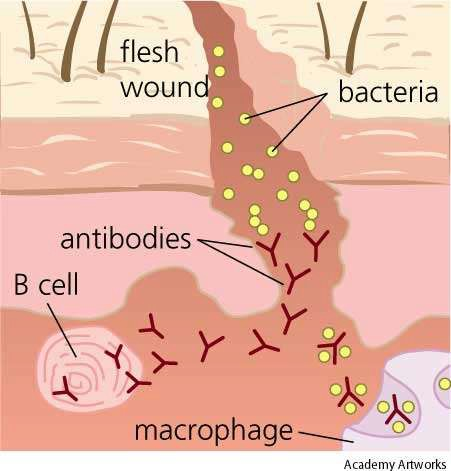 flesh
wound
bacteria
antibodies
B cell
macrophage
Academy Artworks